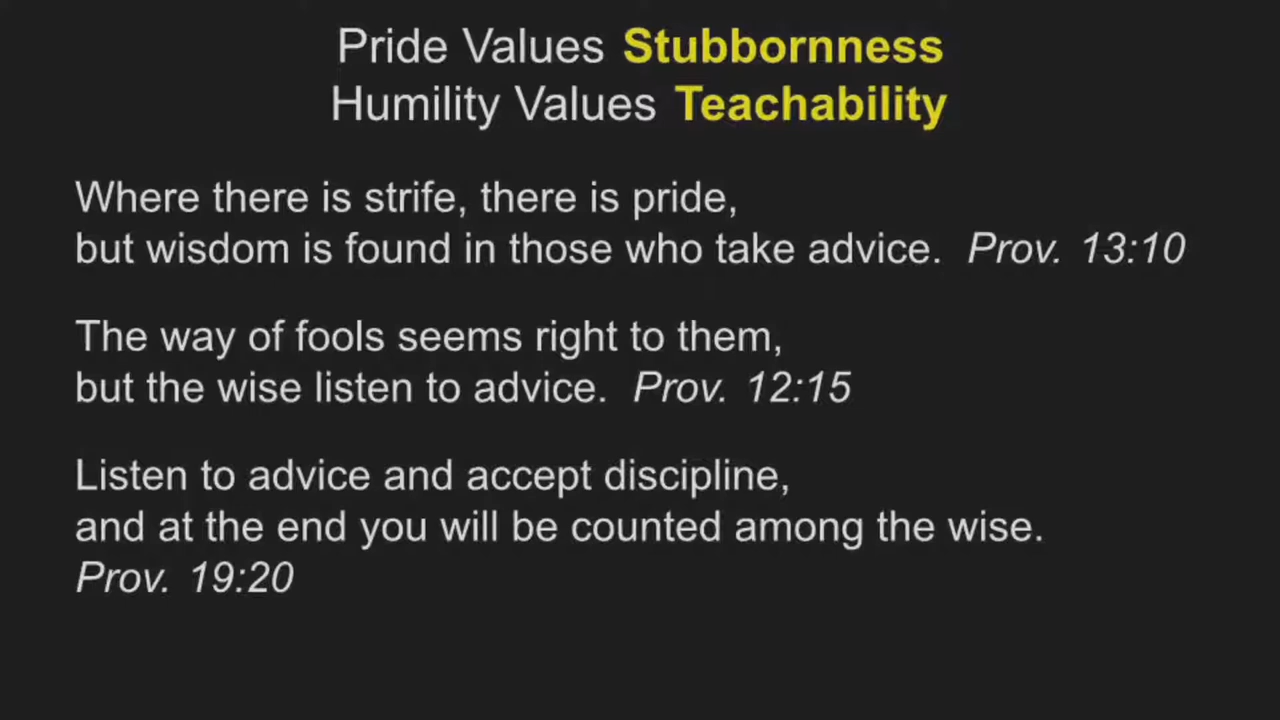 Pride Values Stubbornness
Humility Values Teachability
Where there is strife, there is pride,
but wisdom is found in those who take advice. Prov. 13:10
The way of fools seems right to them,
but the wise listen to advice. Prov. 12:15
Listen to advice and accept discipline,
and at the end you will be counted among the wise.
Prov. 19:20